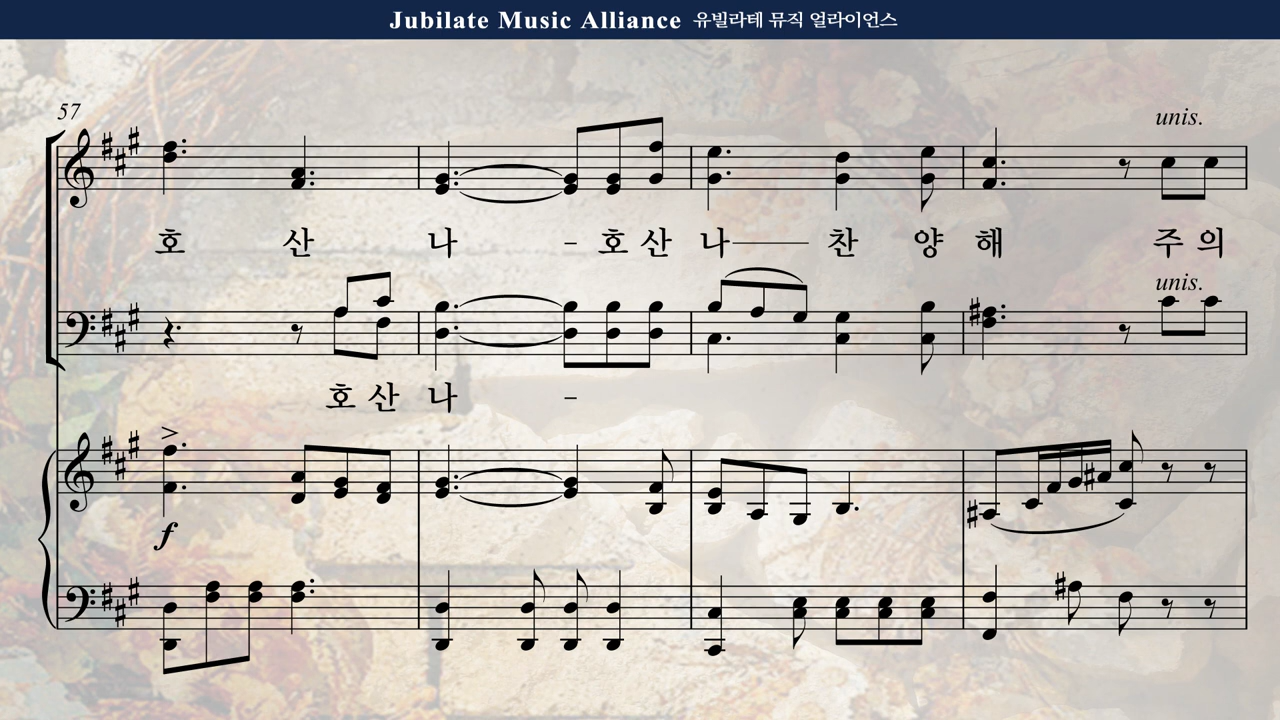 Jubilate Music Alliance 유빌라테 뮤직 얼라이언스
57
unis.
호 산 나 - 호 산 나 찬 양 해 주 의
unis.
호 산 나 -
f